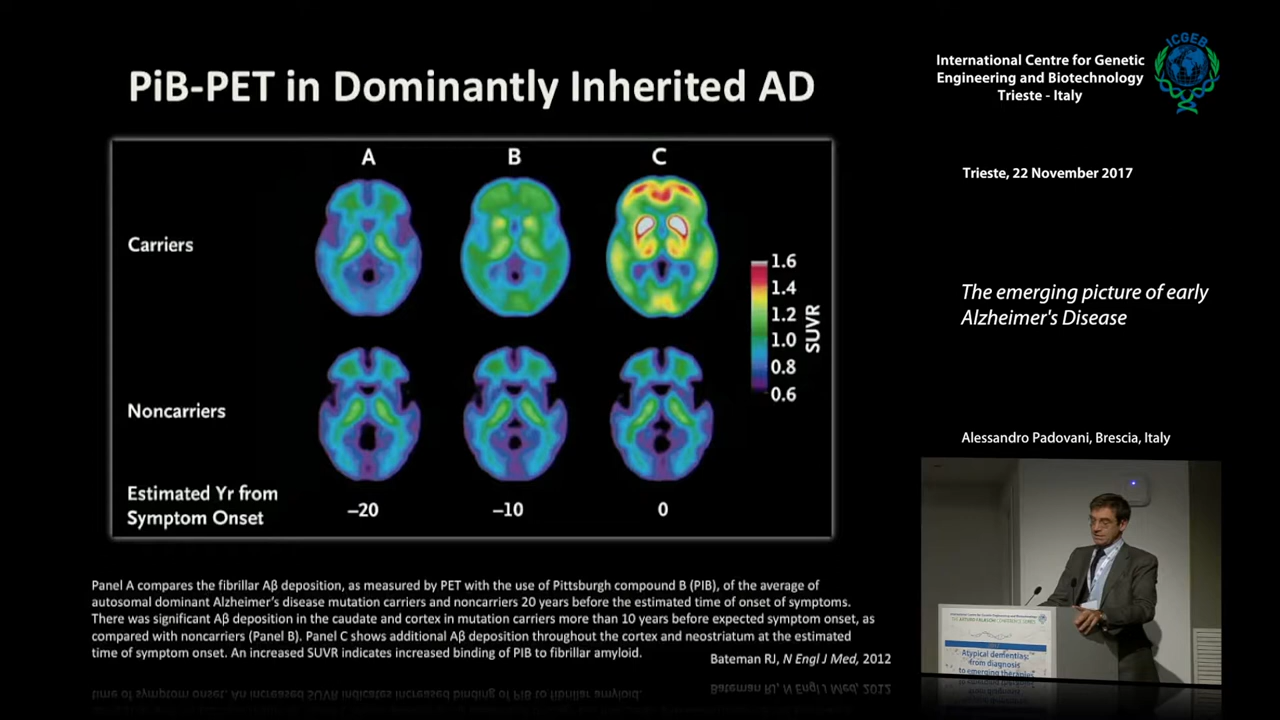 PiB-PET in Dominantly Inherited AD
A B C
Carriers
1.6
1.4
1.2
1.0
0.8
0.6
SUVR
Noncarriers
Estimated Yr from
Symptom Onset
–20 –10 0
Panel A compares the fibrillar Aβ deposition, as measured by PET with the use of Pittsburgh compound B (PIB), of the average of
autosomal dominant Alzheimer's disease mutation carriers and noncarriers 20 years before the estimated time of onset of symptoms.
There was significant Aβ deposition in the caudate and cortex in mutation carriers more than 10 years before expected symptom onset, as
compared with noncarriers (Panel B). Panel C shows additional Aβ deposition throughout the cortex and neostriatum at the estimated
time of symptom onset. An increased SUVR indicates increased binding of PIB to fibrillar amyloid.
Bateman RJ, N Engl J Med, 2012
International Centre for Genetic
Engineering and Biotechnology
Trieste - Italy
ICGEB
Trieste, 22 November 2017
The emerging picture of early
Alzheimer's Disease
Alessandro Padovani, Brescia, Italy
Atypical dementias:
from diagnosis
to emerging therapies